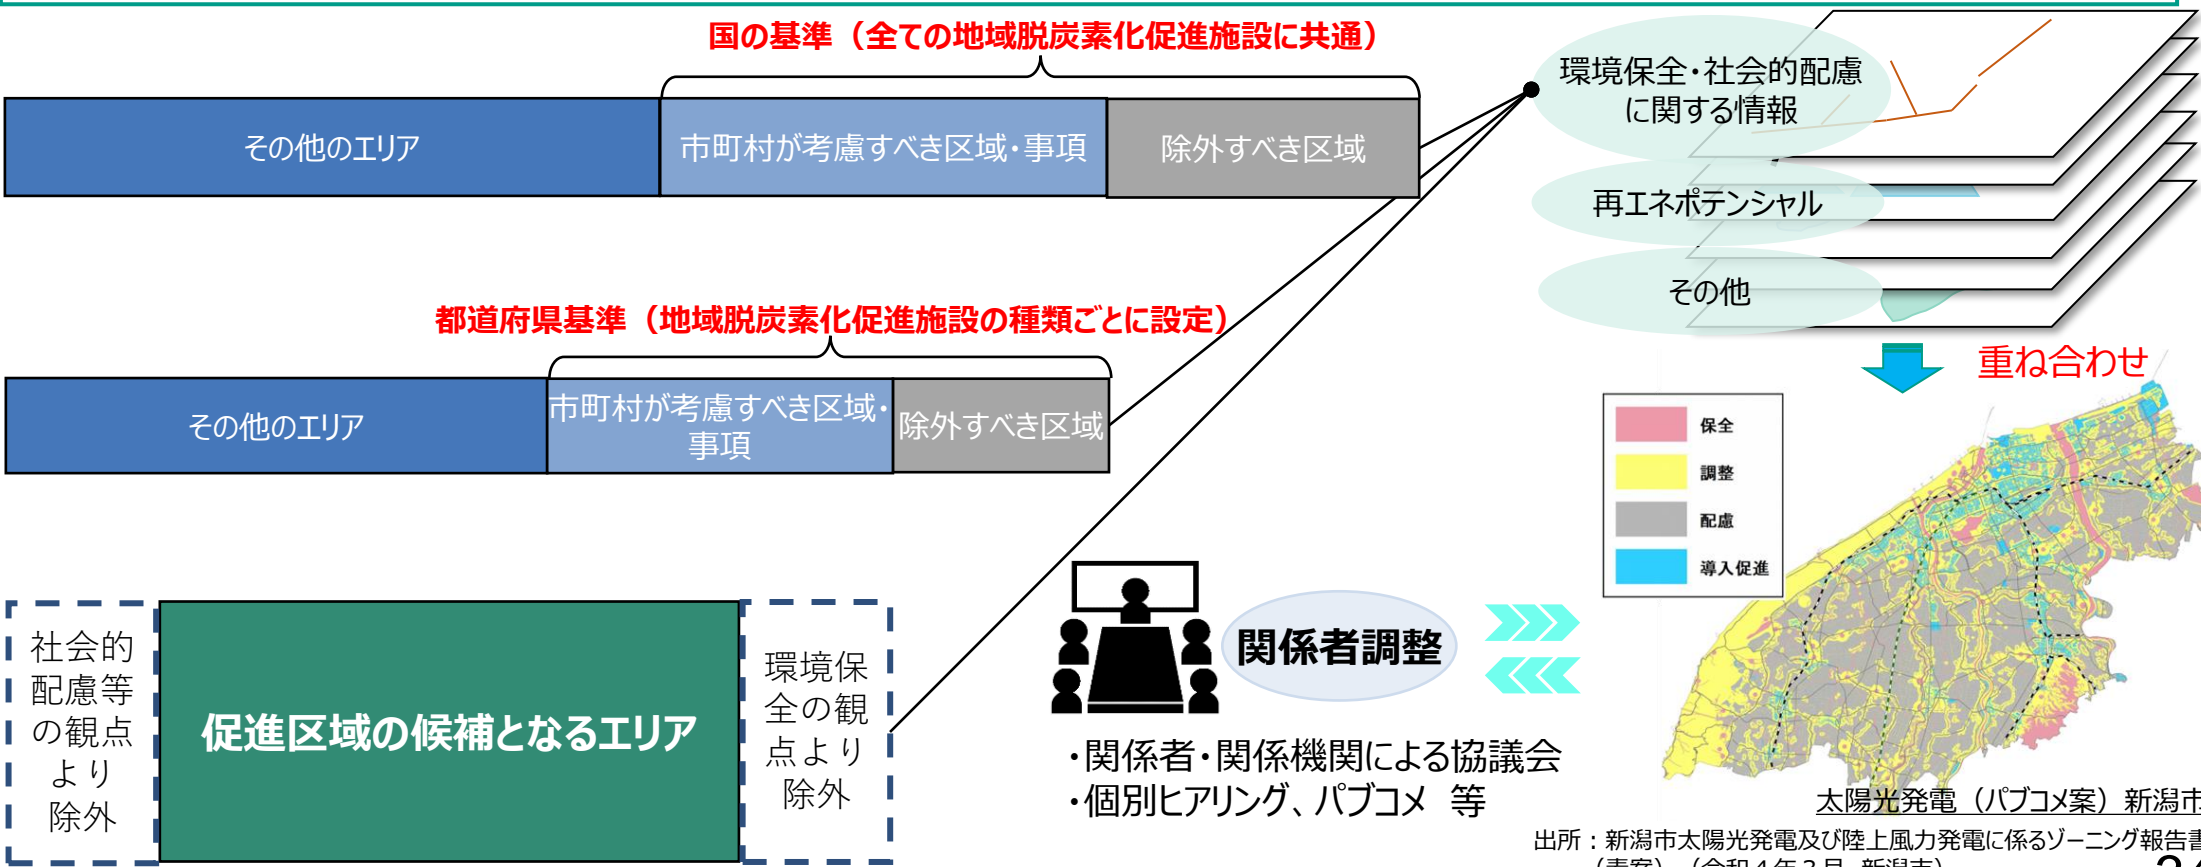 国の基準（全ての地域脱炭素化促進施設に共通）
その他のエリア
市町村が考慮すべき区域・事項
除外すべき区域
環境保全・社会的配慮
に関する情報
再エネポテンシャル
その他
重ね合わせ
都道府県基準（地域脱炭素化促進施設の種類ごとに設定）
その他のエリア
市町村が考慮すべき区域・
事項
除外すべき区域
保全
調整
配慮
導入促進
社会的
配慮等
の観点
より
除外
促進区域の候補となるエリア
環境保
全の観
点より
除外
関係者調整
・関係者・関係機関による協議会
・個別ヒアリング、パブコメ 等
太陽光発電（パブコメ案）新潟市
出所：新潟市太陽光発電及び陸上風力発電に係るゾーニング報告書
（素案）（令和４年３月 新潟市）